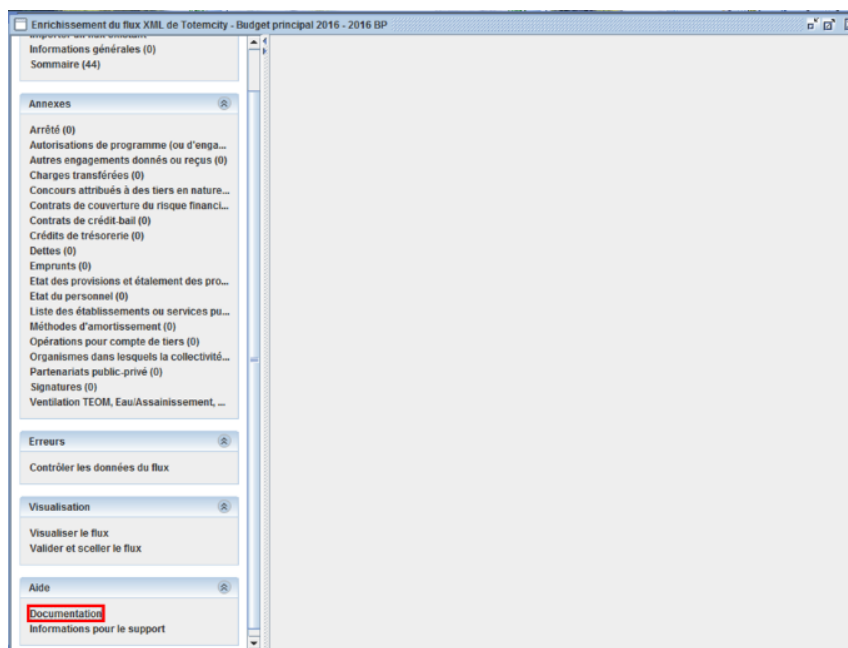 Enrichissement du flux XML de Totemcity - Budget principal 2016 - 2016 BP
Importer un flux existant
Informations générales (0)
Sommaire (44)
Annexes
Arrêté (0)
Autorisations de programme (ou d'enga...
Autres engagements donnés ou reçus (0)
Charges transférées (0)
Concours attribués à des tiers en nature...
Contrats de couverture du risque financi...
Contrats de crédit-bail (0)
Crédits de trésorerie (0)
Dettes (0)
Emprunts (0)
Etat des provisions et étalement des pro...
Etat du personnel (0)
Liste des établissements ou services pu...
Méthodes d'amortissement (0)
Opérations pour compte de tiers (0)
Organismes dans lesquels la collectivité...
Partenariats public-privé (0)
Signatures (0)
Ventilation TEOM, Eau/Assainissement, ...
Erreurs
Contrôler les données du flux
Visualisation
Visualiser le flux
Valider et sceller le flux
Aide
Documentation
Informations pour le support